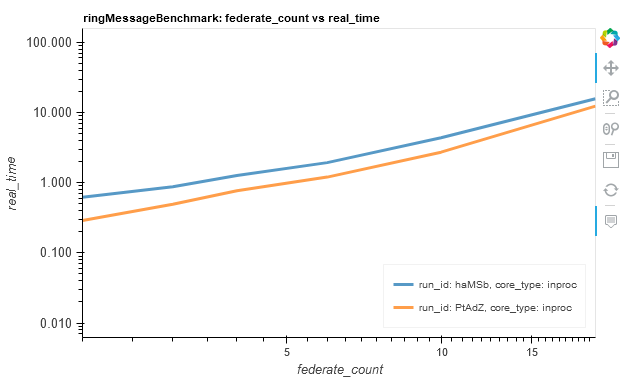 ringMessageBenchmark: federate_count vs real_time
100.000
10.000
1.000
0.100
0.010
real_time
run_id: haMSb, core_type: inproc
run_id: PtAdZ, core_type: inproc
5
10
15
federate_count